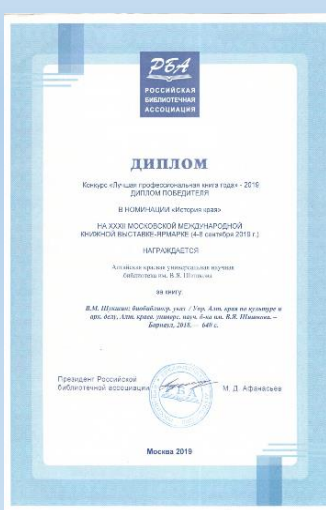 РБА
РОССИЙСКАЯ
БИБЛИОТЕЧНАЯ
АССОЦИАЦИЯ
ДИПЛОМ
Конкурс «Лучшая профессиональная книга года» - 2019
ДИПЛОМ ПОБЕДИТЕЛЯ
В НОМИНАЦИИ «История края»
НА XXXII МОСКОВСКОЙ МЕЖДУНАРОДНОЙ
КНИЖНОЙ ВЫСТАВКЕ-ЯРМАРКЕ (4-8 сентября 2019 г.)
НАГРАЖДАЕТСЯ
Алтайская краевая универсальная научная
библиотека им. В.Я. Шишкова
за книгу:
В.М. Шукшин: биобиблиогр. указ. / Упр. Алт. края по культуре и
арх. делу, Алт. краев. универс. науч. б-ка им. В.Я. Шишкова. –
Барнаул, 2018. – 640 с.
Президент Российской
библиотечной ассоциации
М. Д. Афанасьев
РБА
Москва 2019